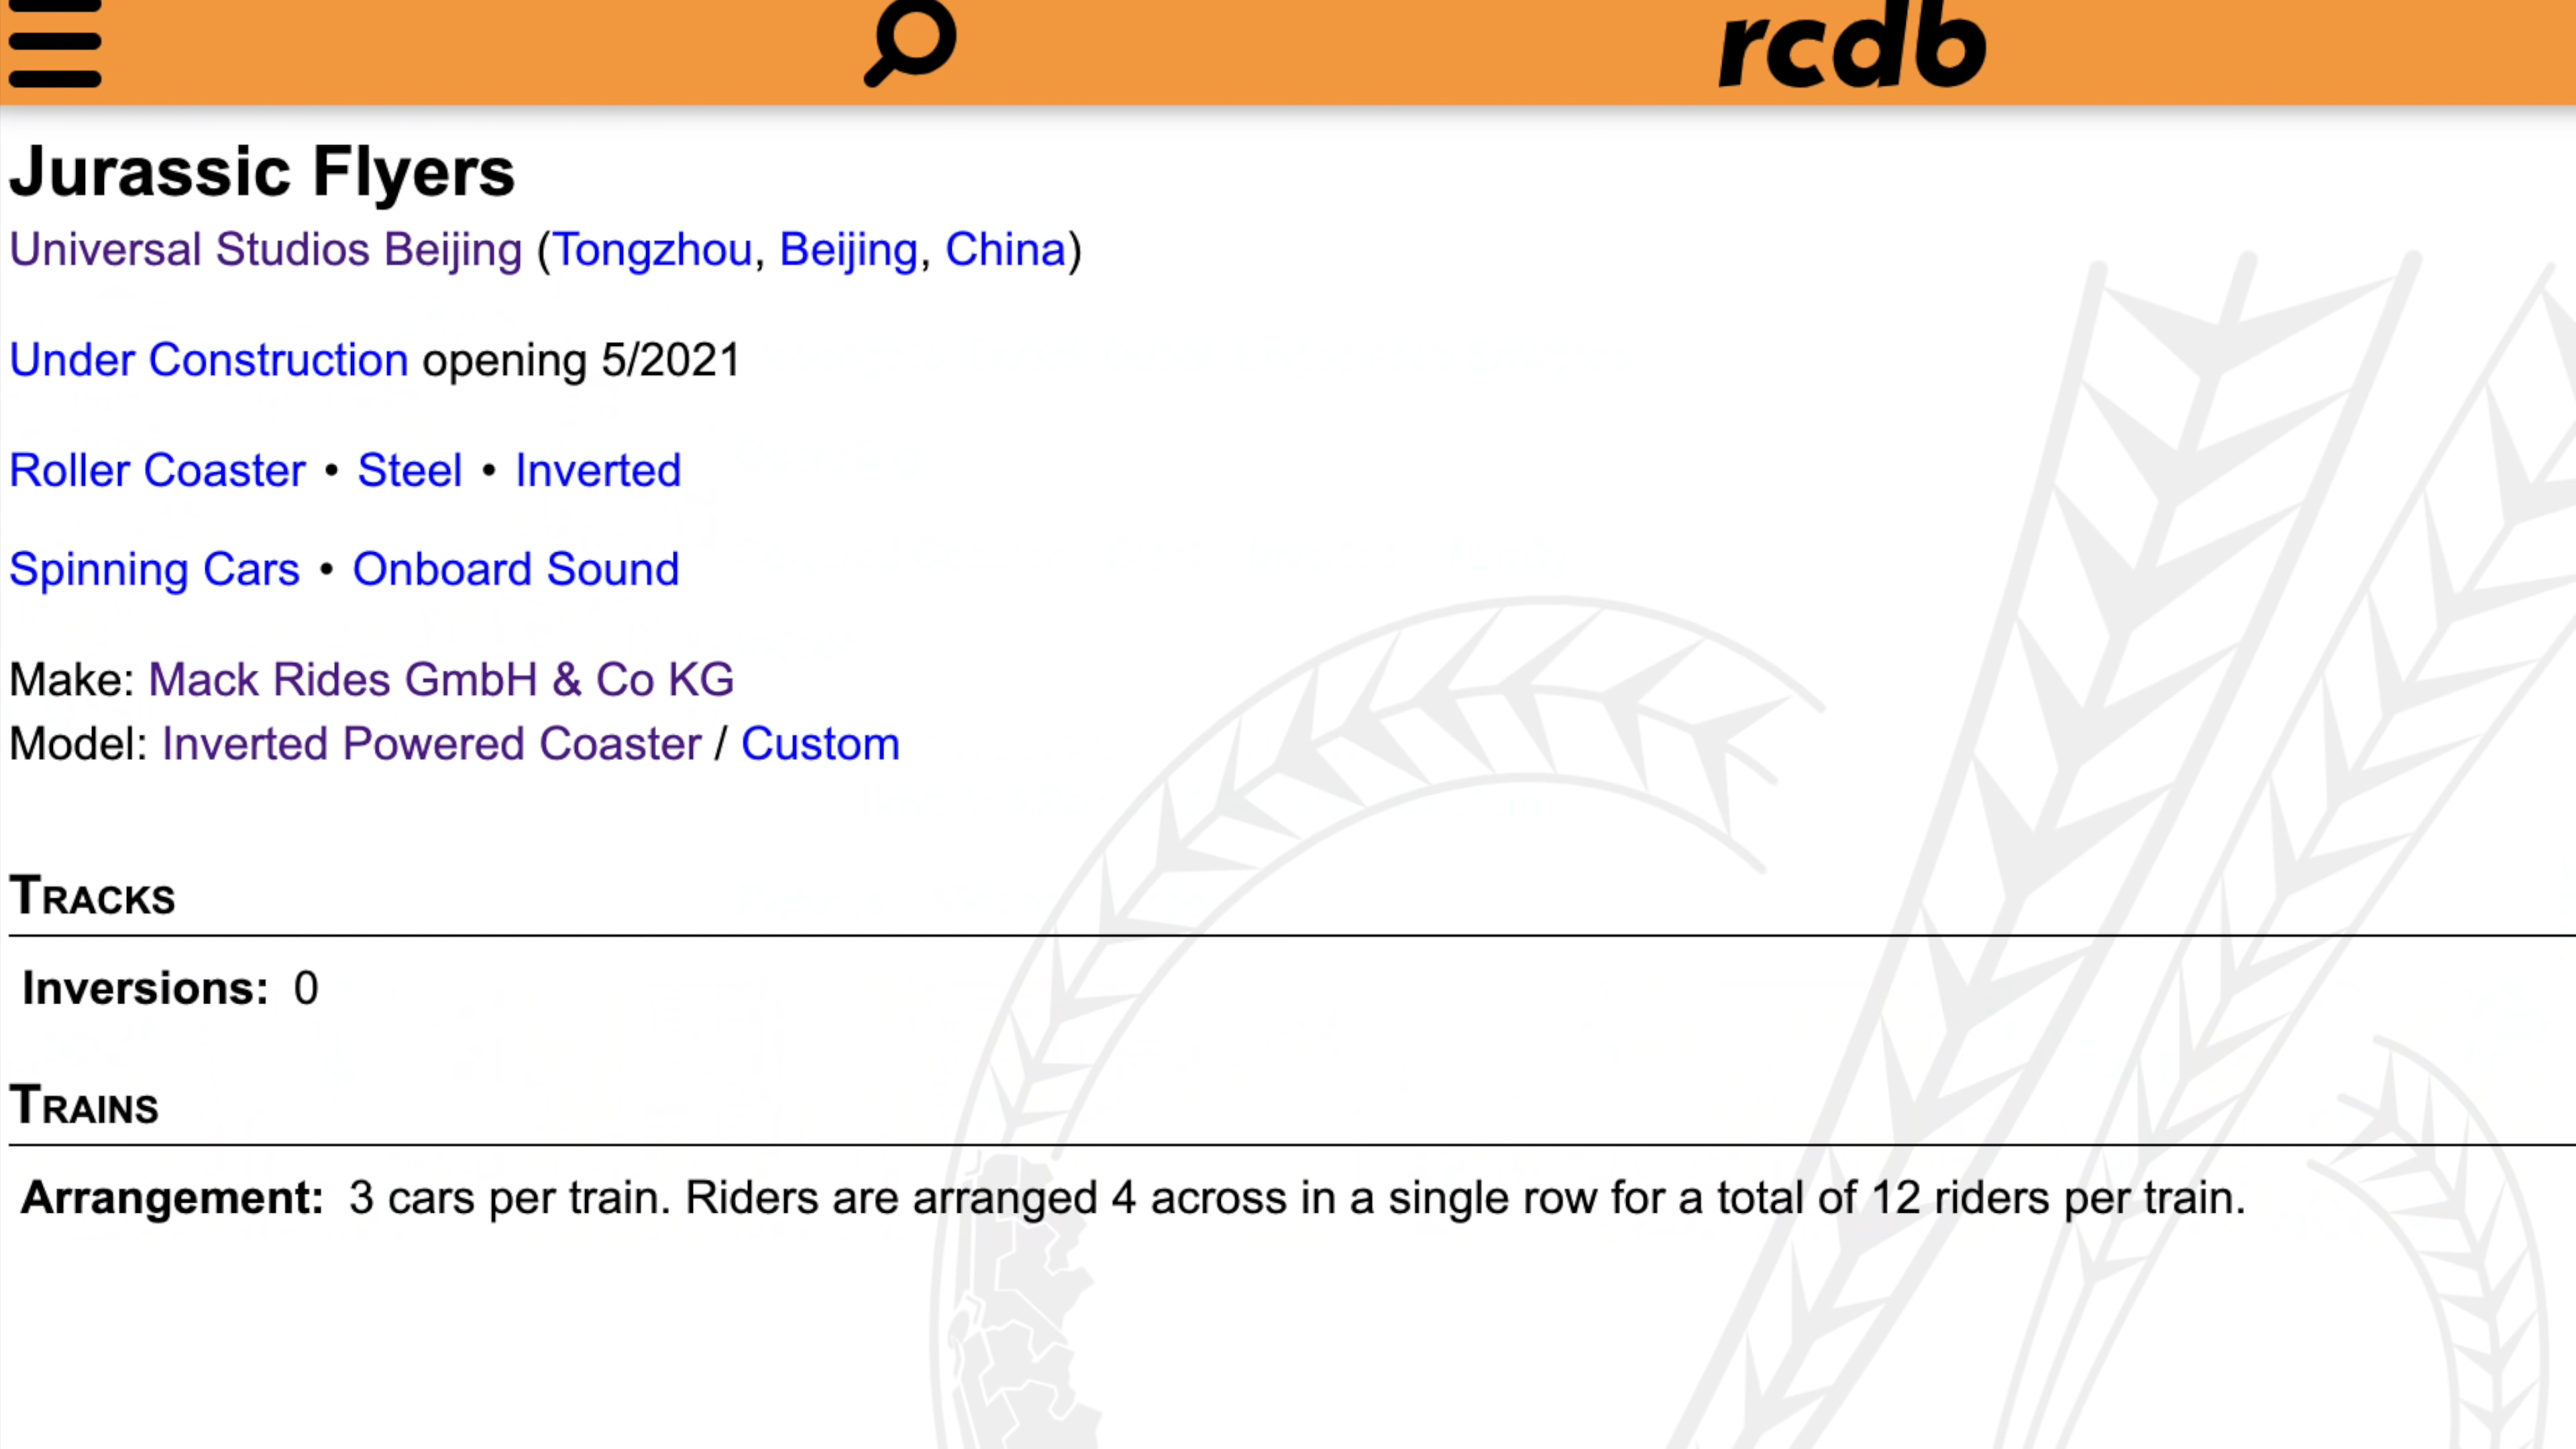 rcdb
Jurassic Flyers
Universal Studios Beijing (Tongzhou, Beijing, China)
Under Construction opening 5/2021
Roller Coaster • Steel • Inverted
Spinning Cars • Onboard Sound
Make: Mack Rides GmbH & Co KG
Model: Inverted Powered Coaster / Custom
TRACKS
Inversions: 0
TRAINS
Arrangement: 3 cars per train. Riders are arranged 4 across in a single row for a total of 12 riders per train.